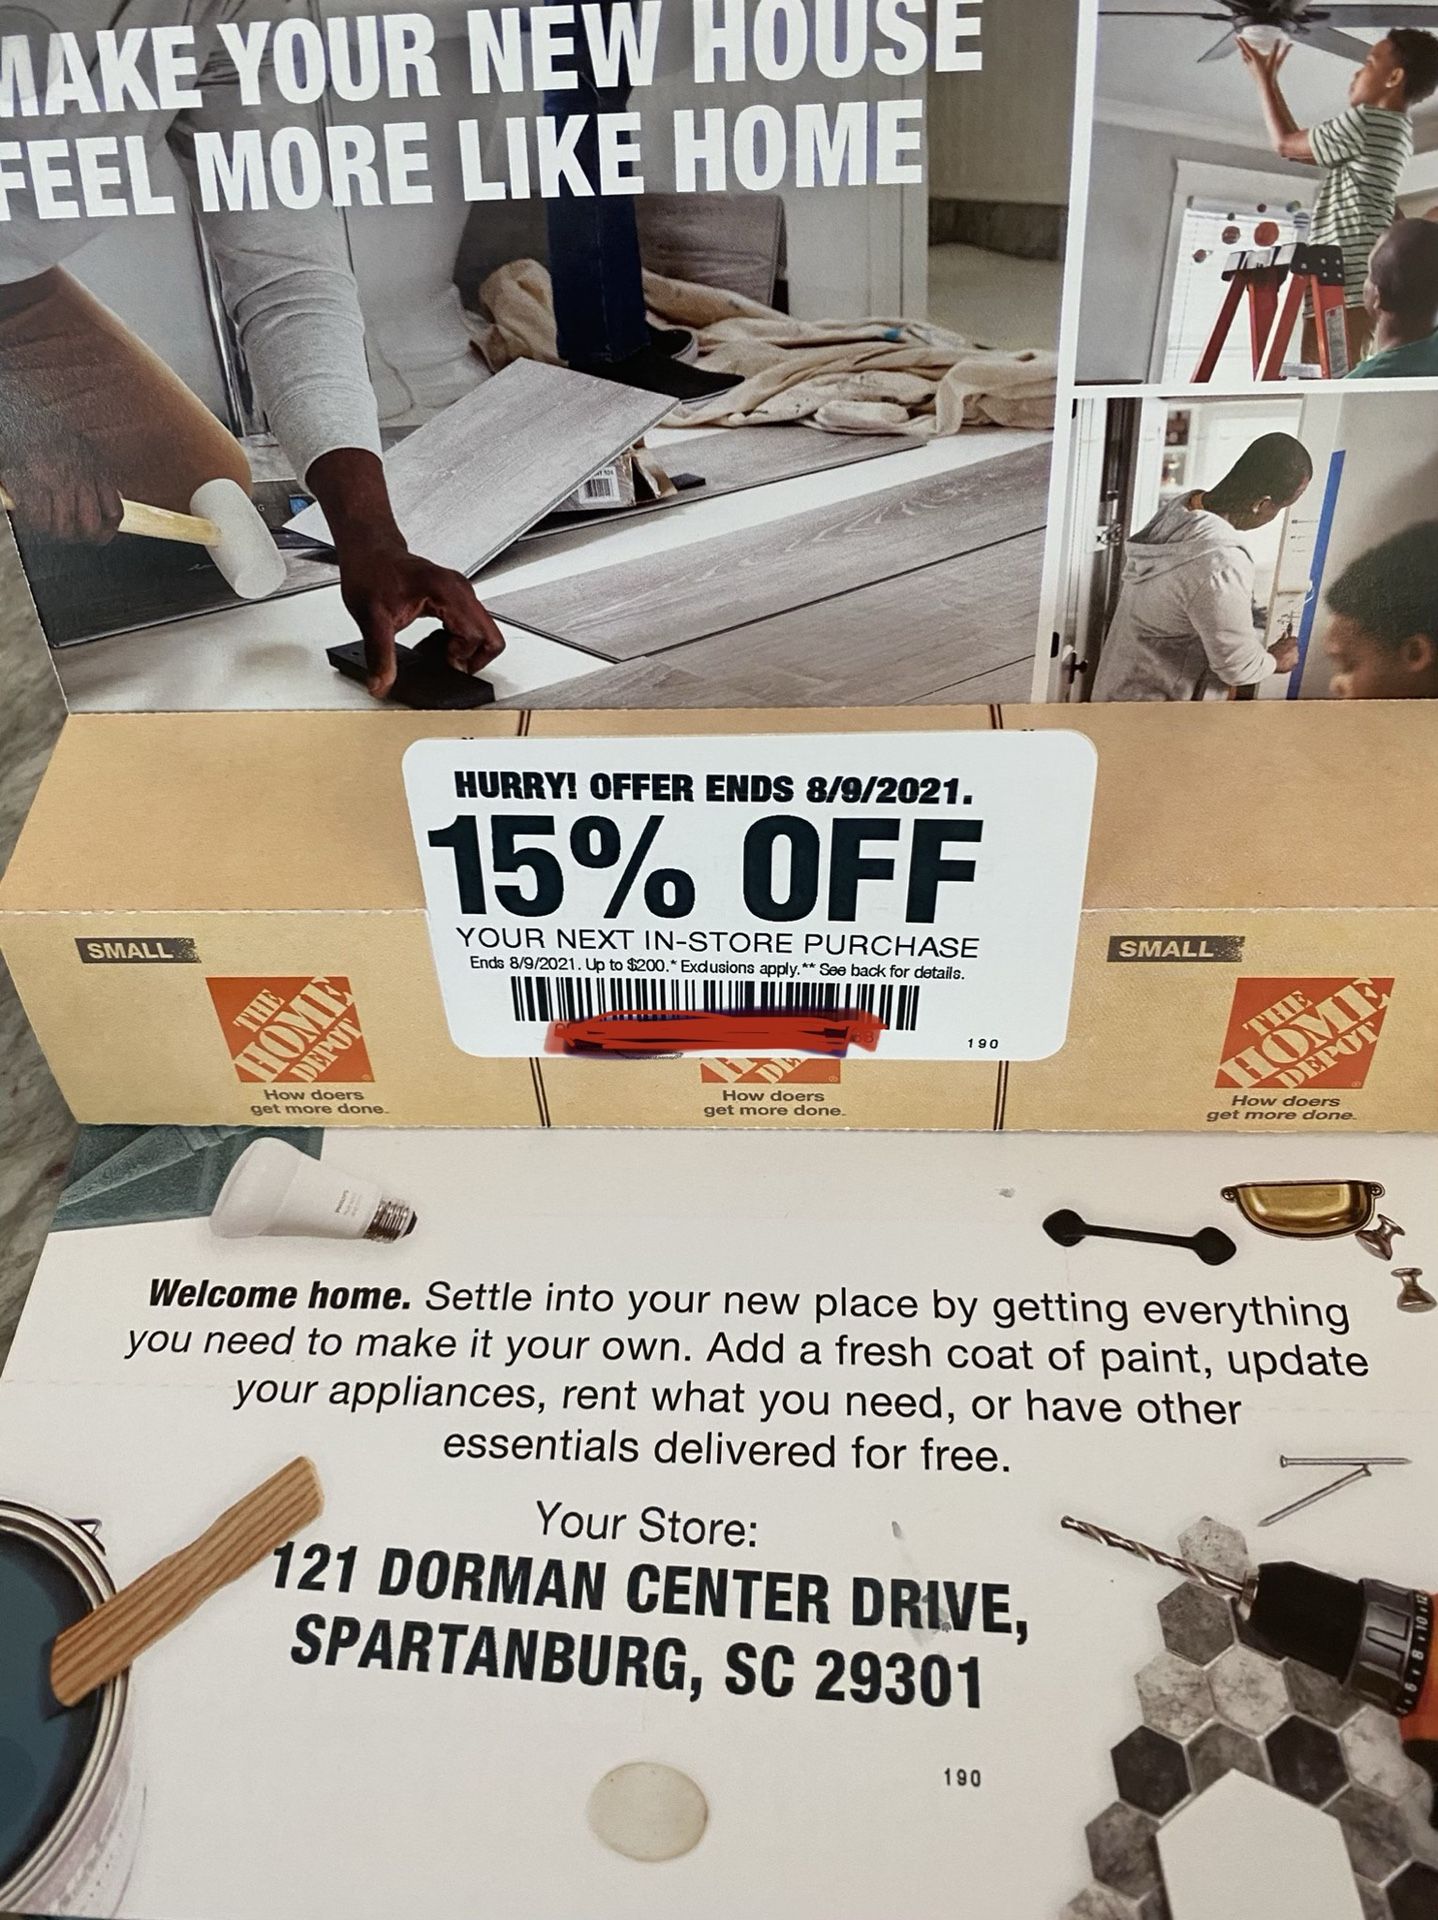 MAKE YOUR NEW HOUSE
FEEL MORE LIKE HOME
HURRY! OFFER ENDS 8/9/2021.
15% OFF
YOUR NEXT IN-STORE PURCHASE
Ends 8/9/2021. Up to $200.* Exclusions apply.** See back for details.
190
SMALL
THE
HOME
DEPOT
How doers
get more done.
How doers
get more done.
SMALL
THE
HOME
DEPOT
How doers
get more done.
Welcome home. Settle into your new place by getting everything
you need to make it your own. Add a fresh coat of paint, update
your appliances, rent what you need, or have other
essentials delivered for free.
Your Store:
121 DORMAN CENTER DRIVE,
SPARTANBURG, SC 29301
190